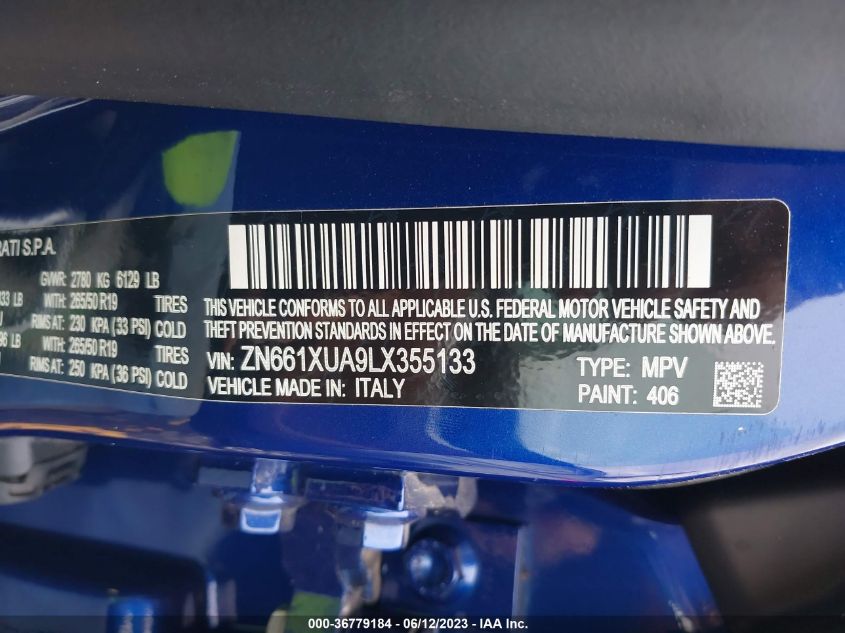 RATI S.P.A.
GVWR: 2780 KG 6129 LB
LB WITH: 265/50 R19 TIRES
RIMS AT: 230 KPA (33 PSI) COLD
LB WITH: 265/50 R19 TIRES
RIMS AT: 250 KPA (36 PSI) COLD
THIS VEHICLE CONFORMS TO ALL APPLICABLE U.S. FEDERAL MOTOR VEHICLE SAFETY AND
THEFT PREVENTION STANDARDS IN EFFECT ON THE DATE OF MANUFACTURE SHOWN ABOVE.
VIN: ZN661XUA9LX355133
VEHICLE MADE IN: ITALY
TYPE: MPV
PAINT: 406
000-36779184 - 06/12/2023 - IAA Inc.